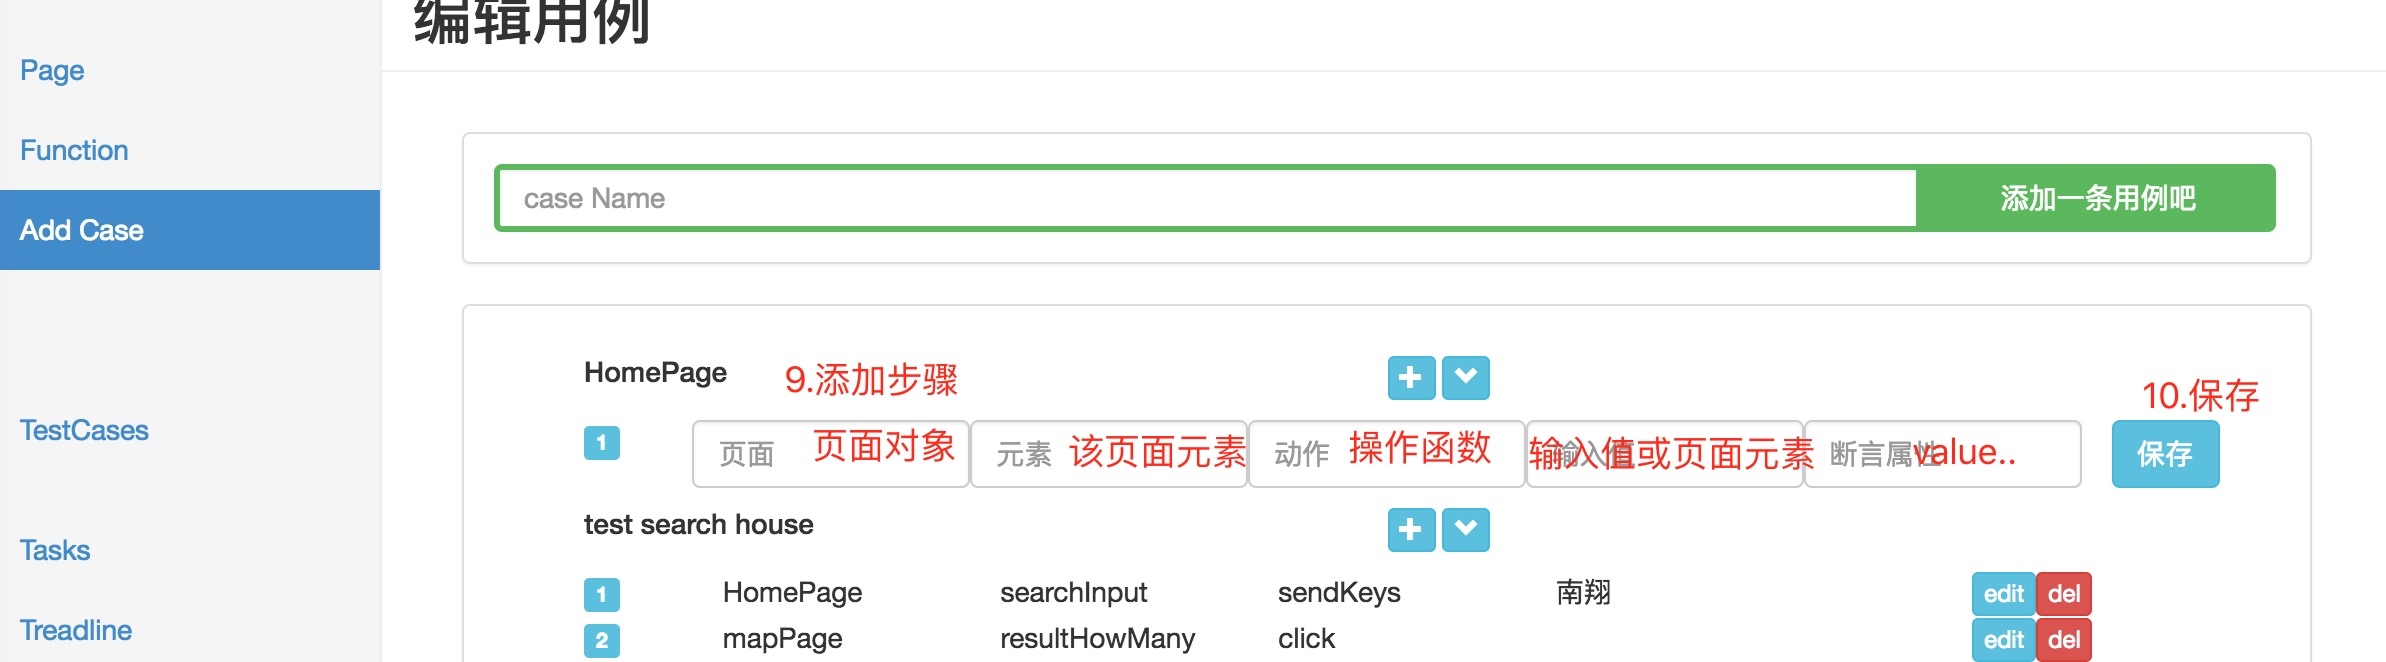 编辑用例
Page
Function
Add Case
TestCases
Tasks
Treadline
case Name
添加一条用例吧
HomePage
9.添加步骤
10.保存
1
页面
页面对象
元素
该页面元素
动作
操作函数
输入值
输入值或页面元素
断言属性
value..
保存
test search house
1 HomePage searchInput sendKeys 南翔 edit del
2 mapPage resultHowMany click edit del